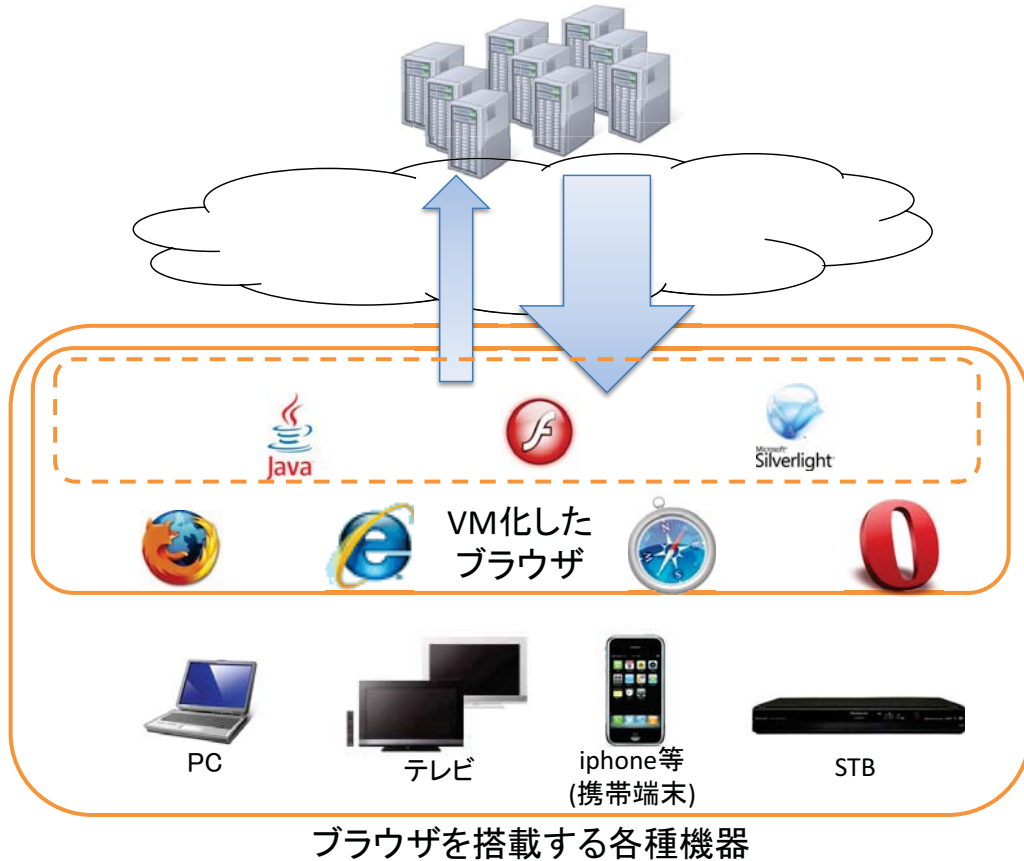 Java
Microsoft
Silverlight
VM化した
ブラウザ
PC
テレビ
iphone等
(携帯端末)
STB
ブラウザを搭載する各種機器